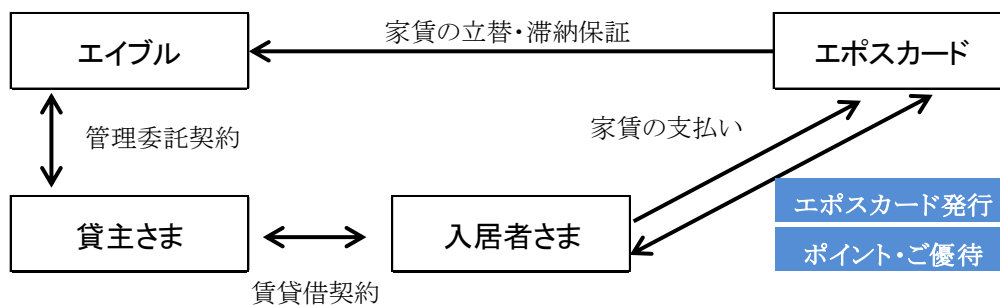 家賃の立替・滞納保証
エイブル
エポスカード
管理委託契約
家賃の支払い
エポスカード発行
貸主さま
入居者さま
ポイント・ご優待
賃貸借契約